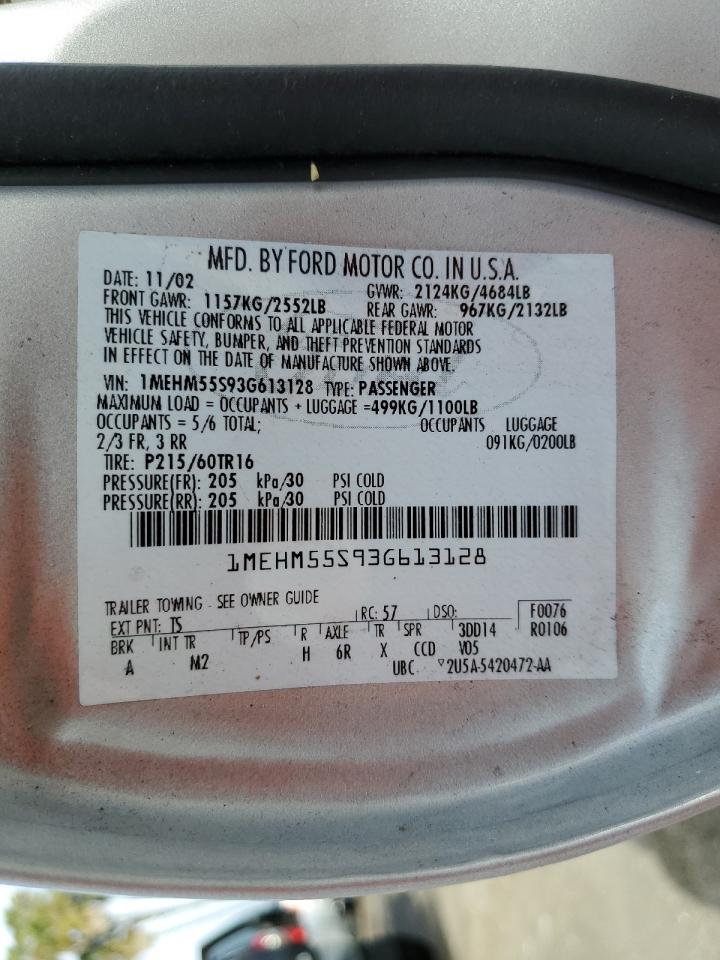 MFD. BY FORD MOTOR CO. IN U.S.A.
DATE: 11/02 GVWR: 2124KG/4684LB
FRONT GAWR: 1157KG/2552LB REAR GAWR: 967KG/2132LB
THIS VEHICLE CONFORMS TO ALL APPLICABLE FEDERAL MOTOR
VEHICLE SAFETY, BUMPER, AND THEFT PREVENTION STANDARDS
IN EFFECT ON THE DATE OF MANUFACTURE SHOWN ABOVE.
VIN: 1MEHM55S93G613128 TYPE: PASSENGER
MAXIMUM LOAD = OCCUPANTS + LUGGAGE =499KG/1100LB
OCCUPANTS = 5/6 TOTAL; OCCUPANTS LUGGAGE
2/3 FR, 3 RR 091KG/0200LB
TIRE: P215/60TR16
PRESSURE(FR): 205 kPa/30 PSI COLD
PRESSURE(RR): 205 kPa/30 PSI COLD
1MEHM55S93G613128
TRAILER TOWING - SEE OWNER GUIDE
EXT PNT: TS RC: 57 DSO: F0076
BRK INT TR TP/PS R AXLE TR SPR 3DD14 R0106
A M2 H 6R X CCD V05
UBC 2U5A-5420472-AA